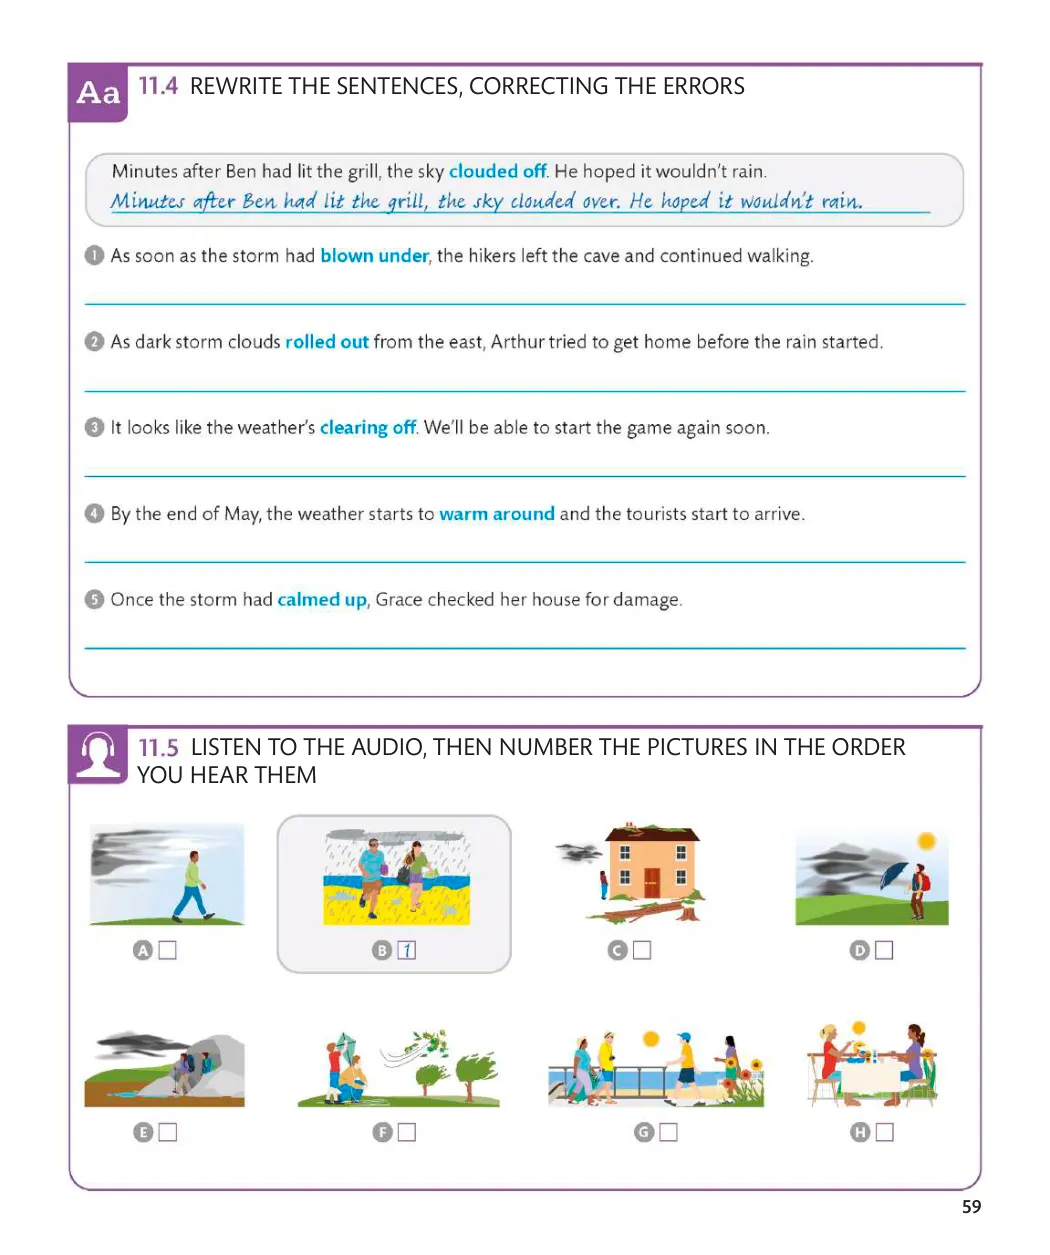 Aa 11.4 REWRITE THE SENTENCES, CORRECTING THE ERRORS
Minutes after Ben had lit the grill, the sky clouded off. He hoped it wouldn't rain.
Minutes after Ben had lit the grill, the sky clouded over. He hoped it wouldn't rain.
1 As soon as the storm had blown under, the hikers left the cave and continued walking.
2 As dark storm clouds rolled out from the east, Arthur tried to get home before the rain started.
3 It looks like the weather's clearing off. We'll be able to start the game again soon.
4 By the end of May, the weather starts to warm around and the tourists start to arrive.
5 Once the storm had calmed up, Grace checked her house for damage.
11.5 LISTEN TO THE AUDIO, THEN NUMBER THE PICTURES IN THE ORDER
YOU HEAR THEM
A B 1 C D
E F G H
59